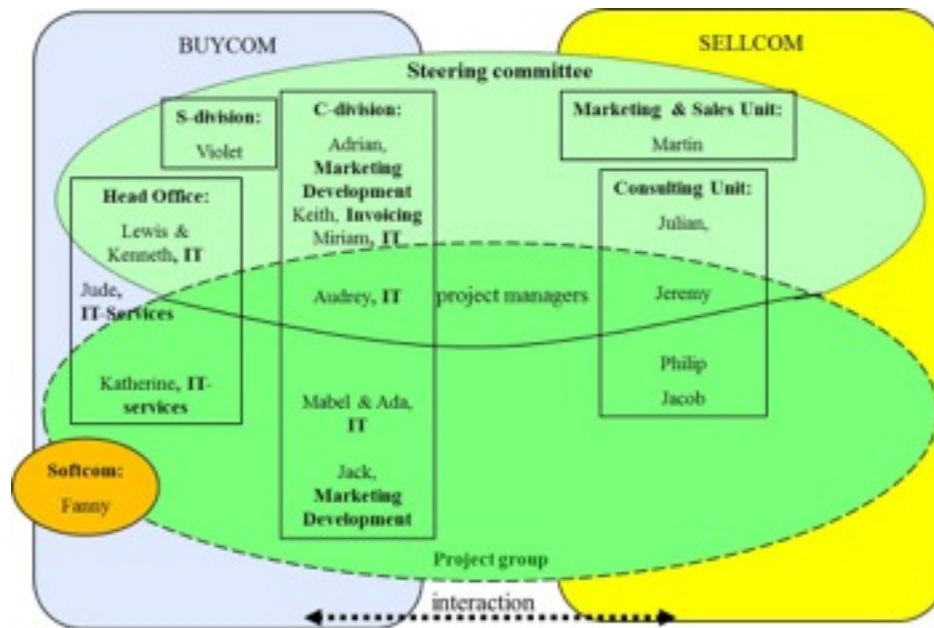 BUYCOM
SELLCOM
Steering committee
S-division:
Violet
C-division:
Adrian,
Marketing
Development
Keith, Invoicing
Miriam, IT
Audrey, IT
Mabel & Ada,
IT
Jack,
Marketing
Development
Marketing & Sales Unit:
Martin
Consulting Unit:
Julian,
Jeremy
Philip
Jacob
Head Office:
Lewis &
Kenneth, IT
Jude,
IT-Services
Katherine, IT-
services
project managers
Softcom:
Fanny
Project group
interaction